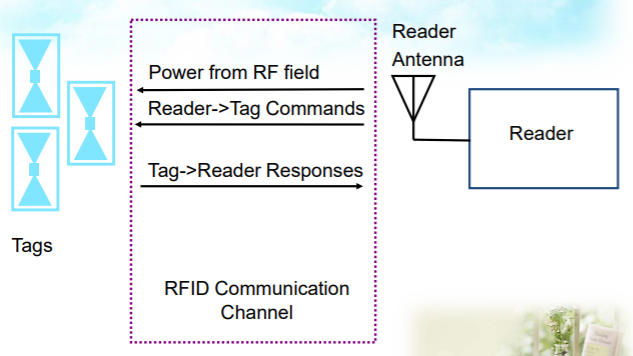 Reader
Antenna
Power from RF field
Reader->Tag Commands
Reader
Tag->Reader Responses
Tags
RFID Communication
Channel